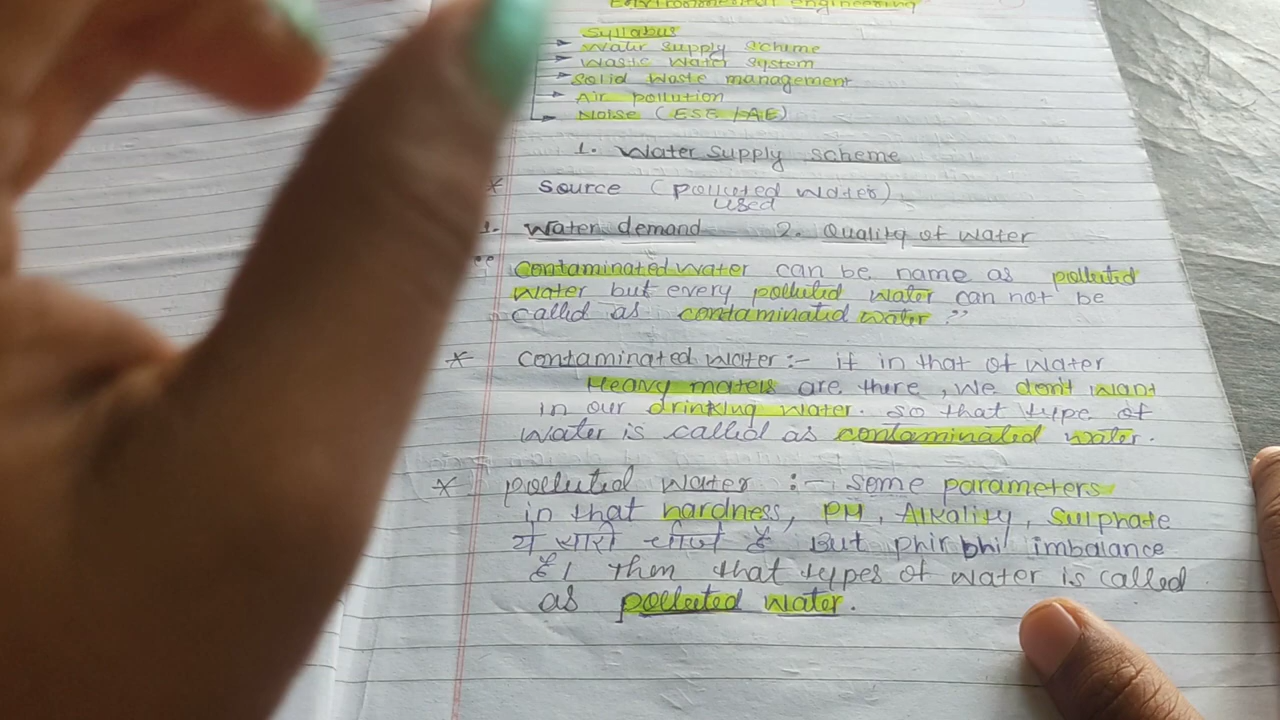 Environmental engineering
Syllabus
Water supply scheme
Waste Water system
Solid Waste management
Air pollution
Noise (ESE/AE)
1. Water supply scheme
* Source (polluted water)
used
1. Water demand 2. Quality of water
" Contaminated water can be name as polluted
water but every polluted water can not be
called as contaminated water "
* Contaminated water :- if in that of water
Heavy maters are there, we don't want
in our drinking water. so that type of
water is called as contaminated water.
* polluted water :- some parameters
in that hardness, PH, Alkality, Sulphate
ये सारी चीजें है But phir bhi imbalance
है। then that types of water is called
as polluted water.